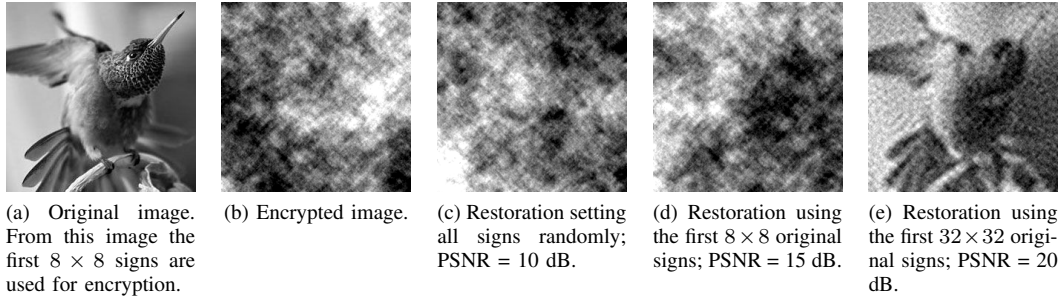 (a) Original image.
From this image the
first 8 × 8 signs are
used for encryption.
(b) Encrypted image.
(c) Restoration setting
all signs randomly;
PSNR = 10 dB.
(d) Restoration using
the first 8 × 8 original
signs; PSNR = 15 dB.
(e) Restoration using
the first 32×32 origi-
nal signs; PSNR = 20
dB.